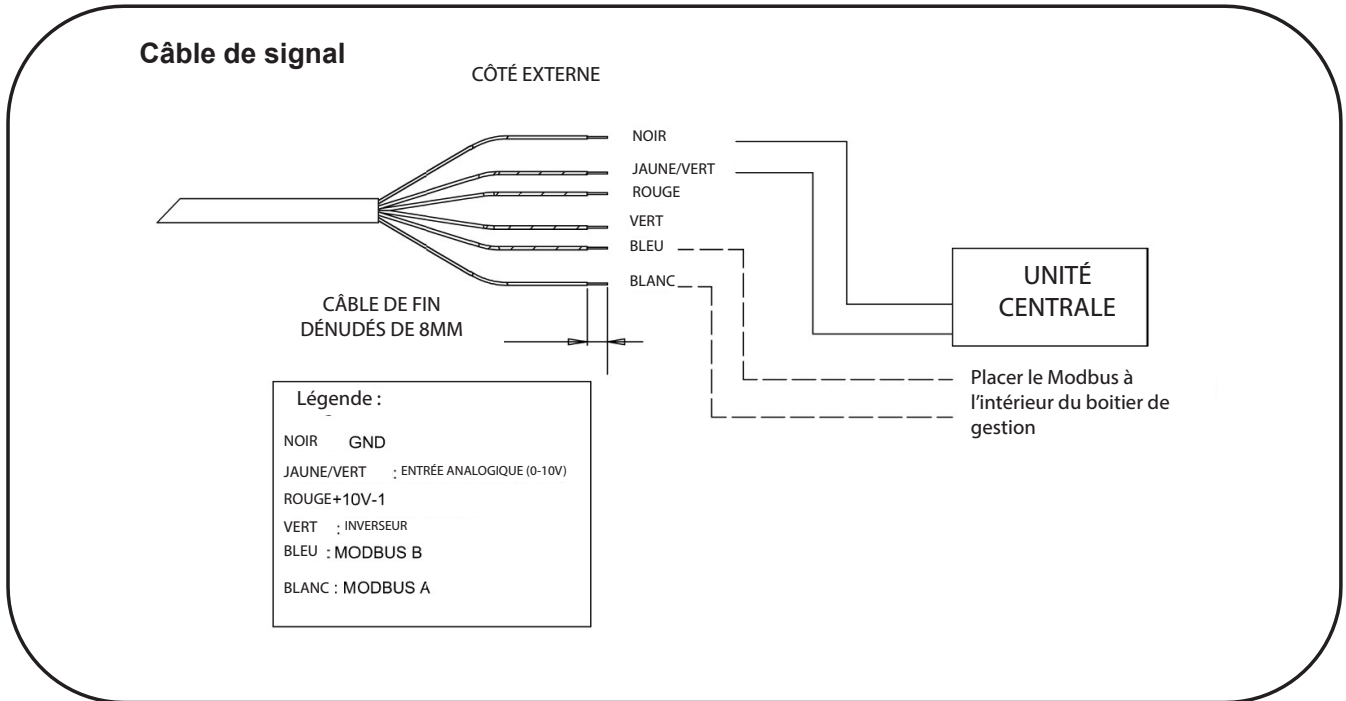 Câble de signal
CÔTÉ EXTERNE
NOIR
JAUNE/VERT
ROUGE
VERT
BLEU
BLANC
CÂBLE DE FIN
DÉNUDÉS DE 8MM
UNITÉ
CENTRALE
Placer le Modbus à
l'intérieur du boitier de
gestion
Légende :
NOIR GND
JAUNE/VERT : ENTRÉE ANALOGIQUE (0-10V)
ROUGE+10V-1
VERT : INVERSEUR
BLEU : MODBUS B
BLANC : MODBUS A